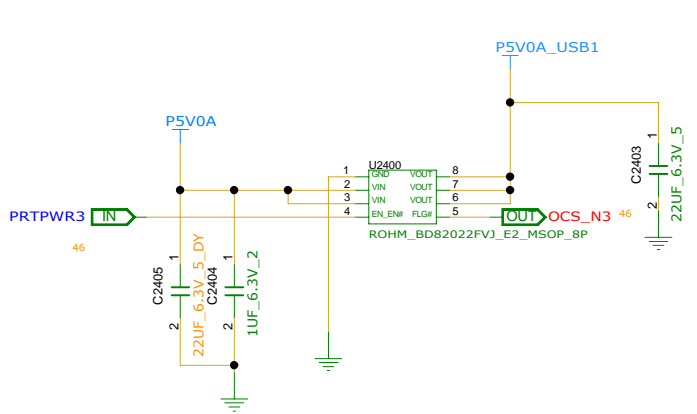 P5V0A_USB1
P5V0A
U2400
1 GND VOUT 8
2 VIN VOUT 7
3 VIN VOUT 6
4 EN_EN# FLG# 5
ROHM_BD82022FVJ_E2_MSOP_8P
PRTPWR3 IN
46
OUT OCS_N3 46
1
C2403
2
22UF_6.3V_5
1
C2405
2
22UF_6.3V_5_DY
1
C2404
2
1UF_6.3V_2